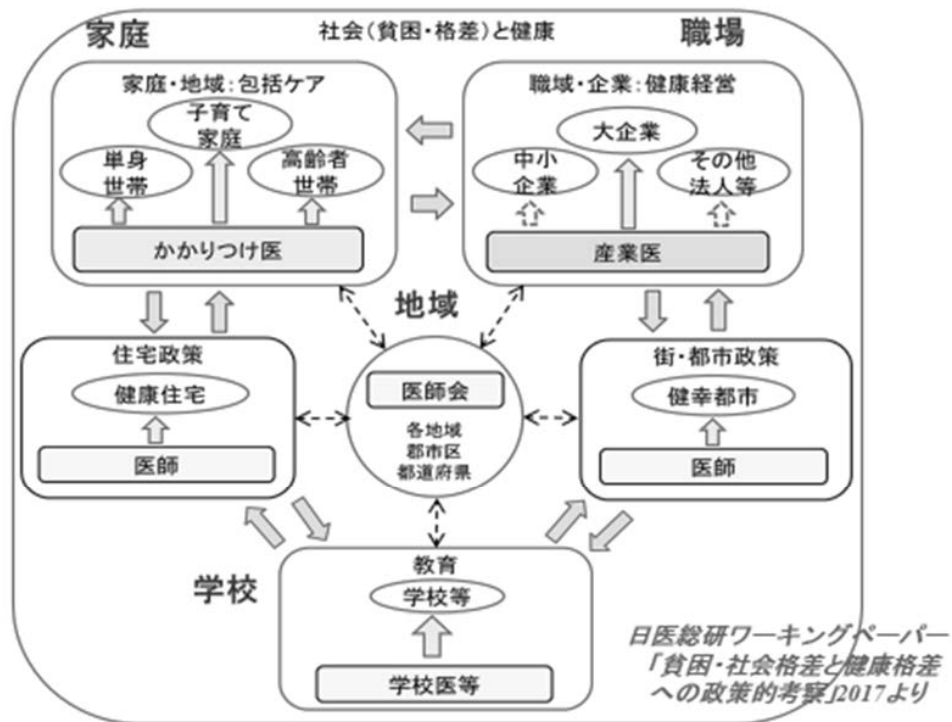 家庭
社会(貧困・格差)と健康
職場
家庭・地域:包括ケア
子育て
家庭
単身
世帯
高齢者
世帯
かかりつけ医
職域・企業:健康経営
大企業
中小
企業
その他
法人等
産業医
地域
住宅政策
健康住宅
医師
医師会
各地域
郡市区
都道府県
街・都市政策
健幸都市
医師
学校
教育
学校等
学校医等
日医総研ワーキングペーパー
「貧困・社会格差と健康格差
への政策的考察」2017より